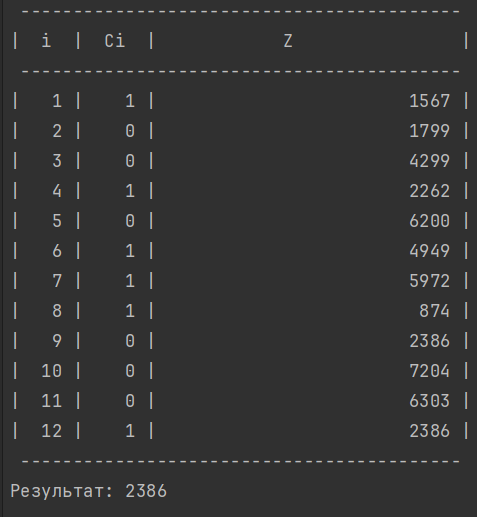 ------------------------------------------
|  i  |  Ci  |            Z                |
------------------------------------------
|   1 |    1 |                        1567 |
|   2 |    0 |                        1799 |
|   3 |    0 |                        4299 |
|   4 |    1 |                        2262 |
|   5 |    0 |                        6200 |
|   6 |    1 |                        4949 |
|   7 |    1 |                        5972 |
|   8 |    1 |                         874 |
|   9 |    0 |                        2386 |
|  10 |    0 |                        7204 |
|  11 |    0 |                        6303 |
|  12 |    1 |                        2386 |
------------------------------------------
Результат: 2386